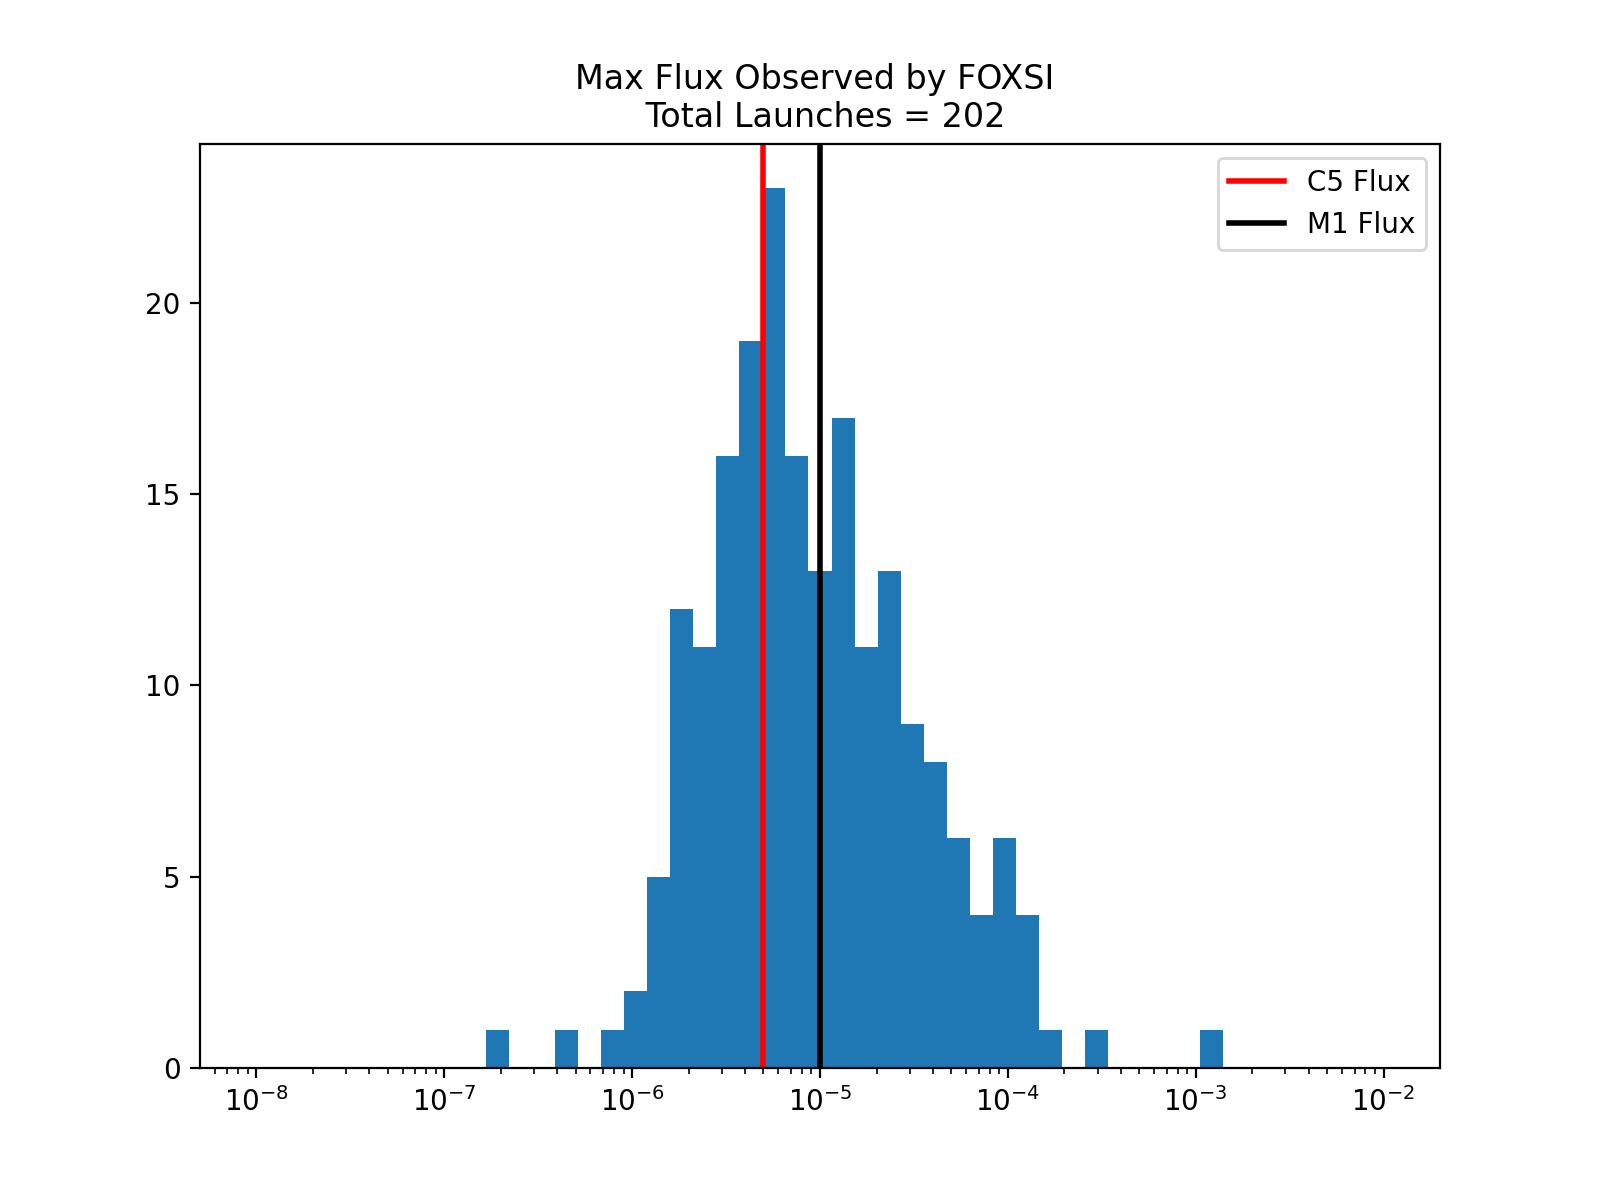 Max Flux Observed by FOXSI
Total Launches = 202
C5 Flux
M1 Flux
20
15
10
5
0
10⁻⁸ 10⁻⁷ 10⁻⁶ 10⁻⁵ 10⁻⁴ 10⁻³ 10⁻²